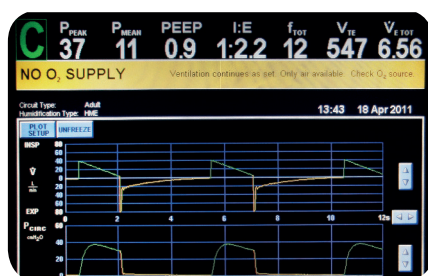 C PPEAK PMEAN PEEP I:E fTOT VTE V̇E TOT
37 11 0.9 1:2.2 12 547 6.56
NO O2 SUPPLY Ventilation continues as set. Only air available. Check O2 source.
Circuit Type: Adult
Humidification Type: HME 13:43 18 Apr 2011
PLOT SETUP UNFREEZE
INSP 80
60
40
20
V̇ 0
L/min 20
40
60
EXP 80
0 2 4 6 8 10 12s
PCIRC 60
cmH2O 40
20